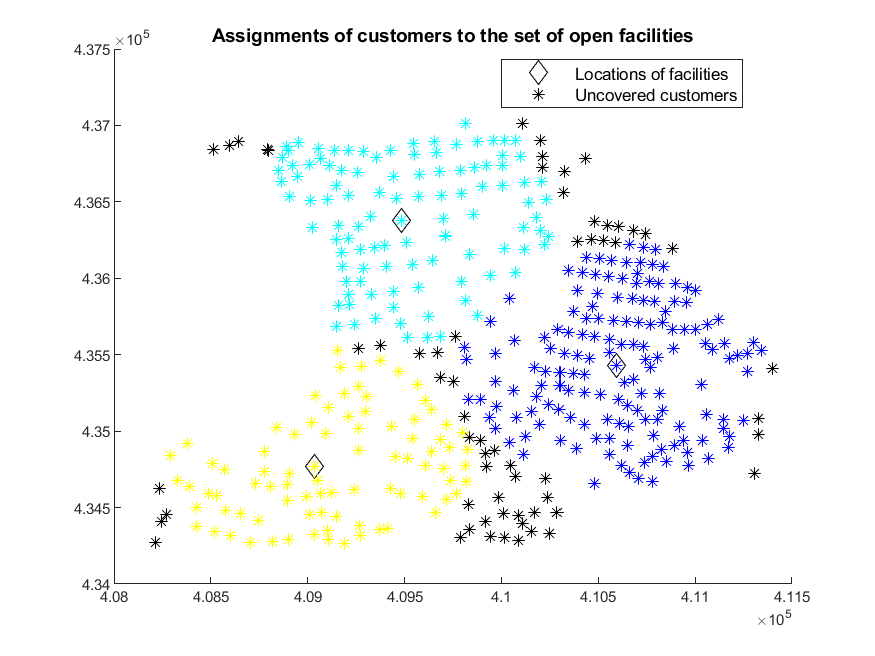 Assignments of customers to the set of open facilities
×10⁵
4.375
4.37
4.365
4.36
4.355
4.35
4.345
4.34
Locations of facilities
Uncovered customers
4.08 4.085 4.09 4.095 4.1 4.105 4.11 4.115
×10⁵